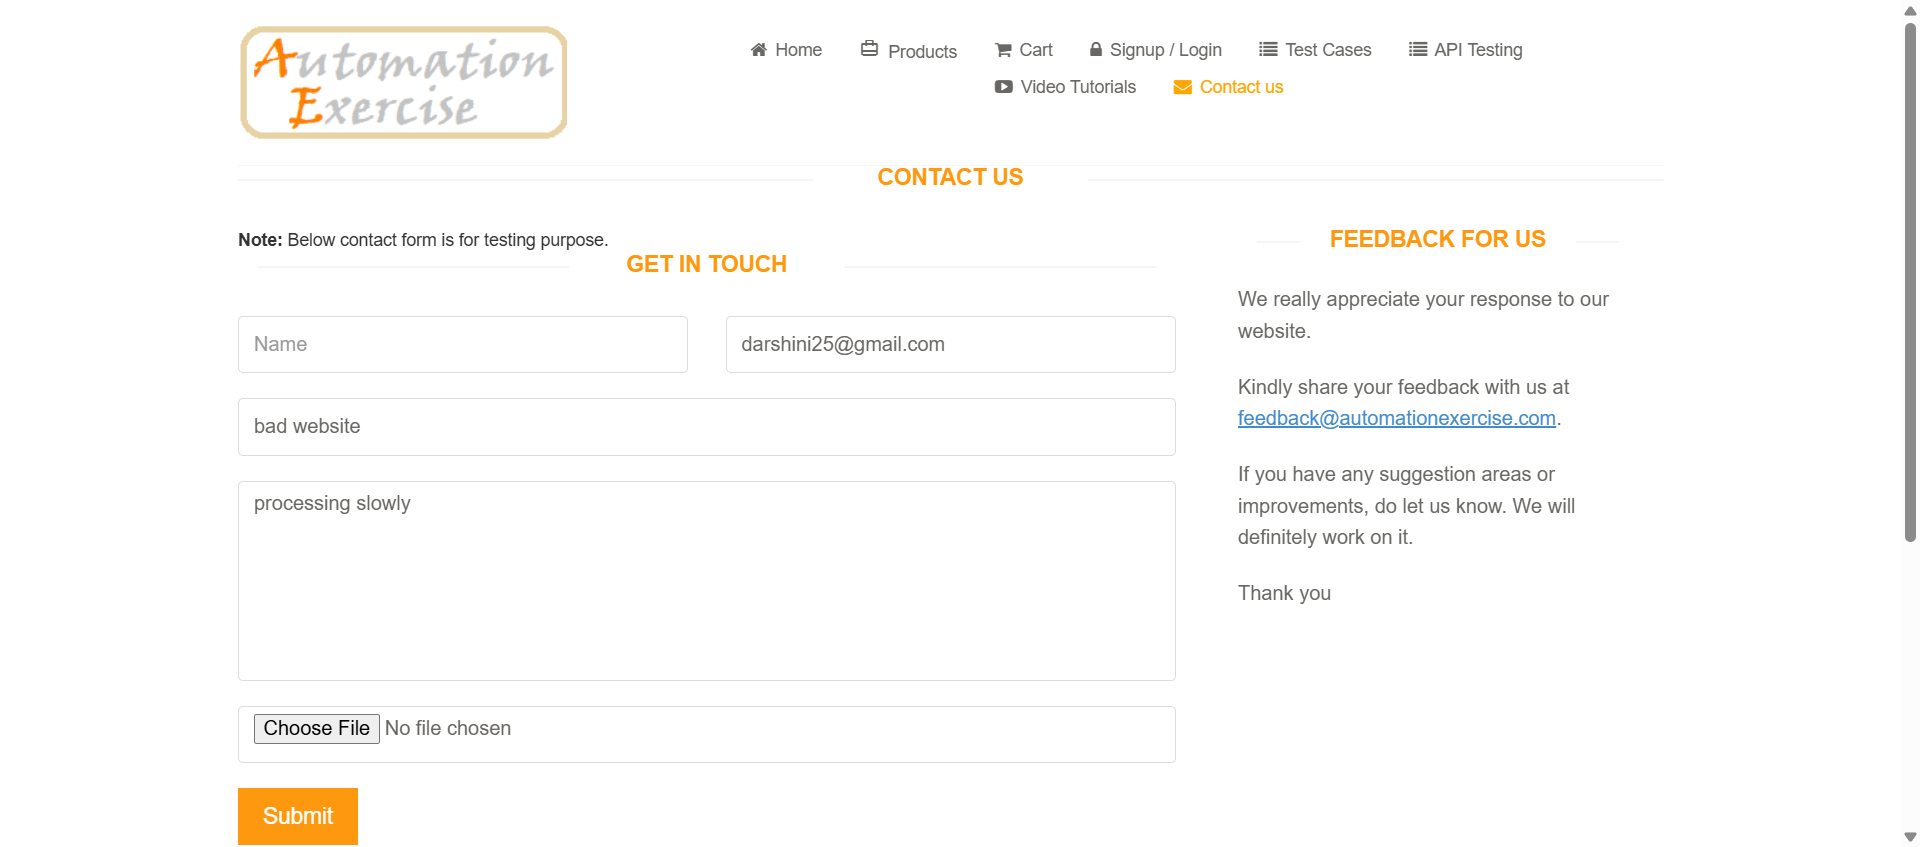 Automation
Exercise
Home
Products
Cart
Signup / Login
Test Cases
API Testing
Video Tutorials
Contact us
CONTACT US
Note: Below contact form is for testing purpose.
GET IN TOUCH
Name
darshini25@gmail.com
bad website
processing slowly
Choose File No file chosen
Submit
FEEDBACK FOR US
We really appreciate your response to our
website.
Kindly share your feedback with us at
feedback@automationexercise.com.
If you have any suggestion areas or
improvements, do let us know. We will
definitely work on it.
Thank you